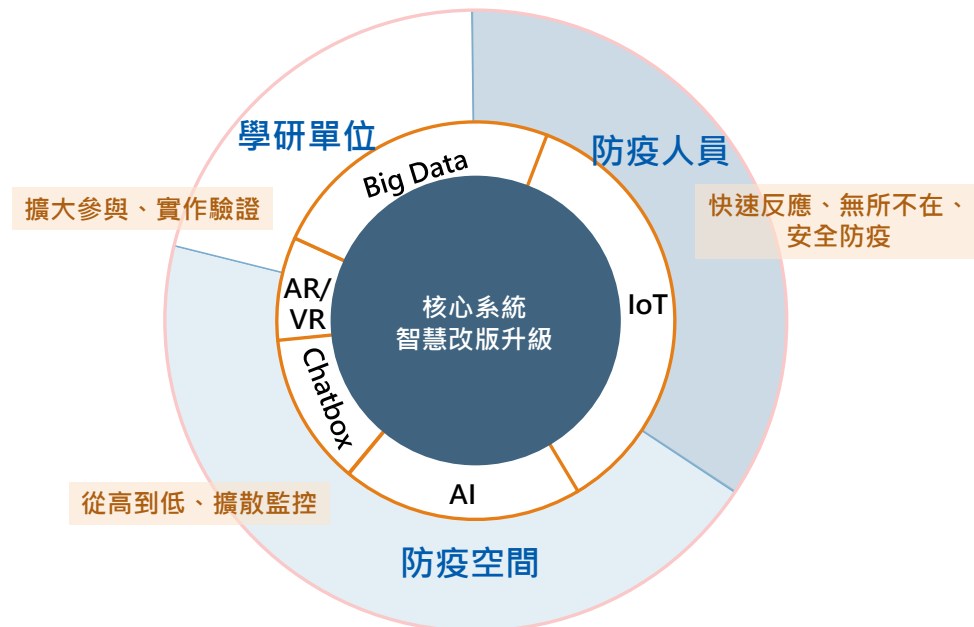 學研單位
防疫人員
Big Data
擴大參與、實作驗證
快速反應、無所不在、
安全防疫
AR/
VR
核心系統
智慧改版升級
IoT
Chatbox
從高到低、擴散監控
AI
防疫空間